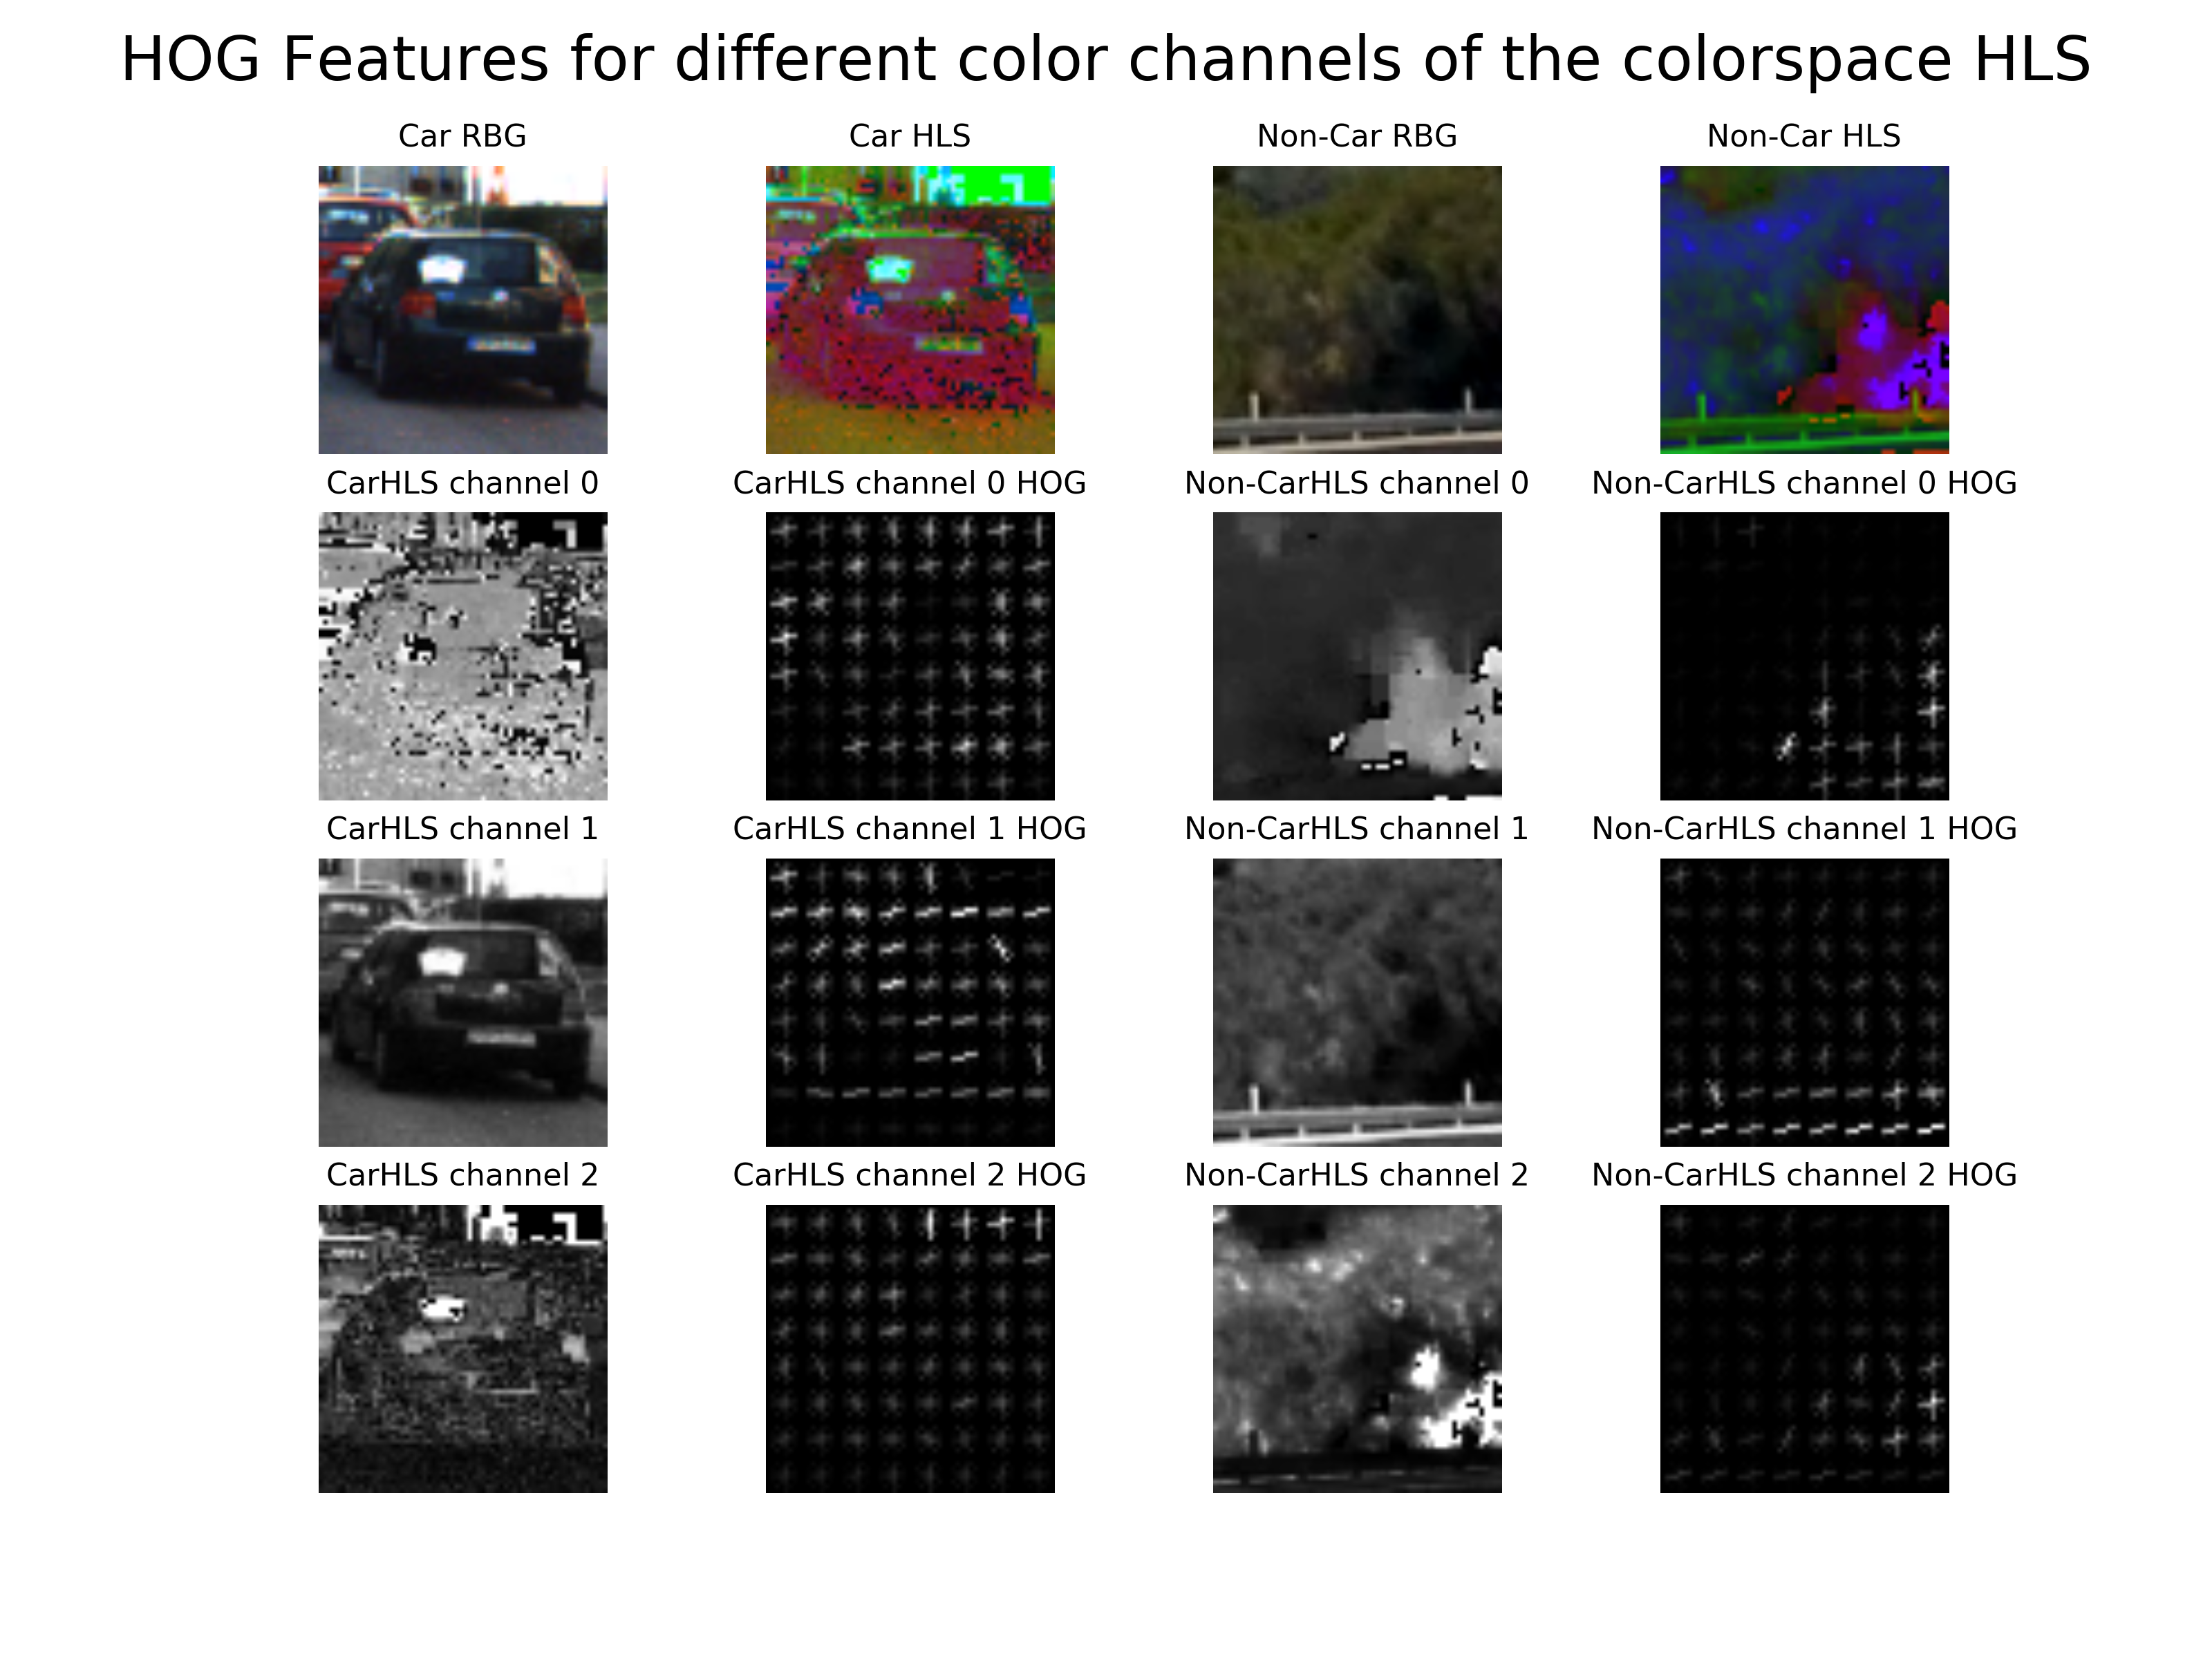 HOG Features for different color channels of the colorspace HLS
Car RBG
Car HLS
Non-Car RBG
Non-Car HLS
CarHLS channel 0
CarHLS channel 0 HOG
Non-CarHLS channel 0
Non-CarHLS channel 0 HOG
CarHLS channel 1
CarHLS channel 1 HOG
Non-CarHLS channel 1
Non-CarHLS channel 1 HOG
CarHLS channel 2
CarHLS channel 2 HOG
Non-CarHLS channel 2
Non-CarHLS channel 2 HOG